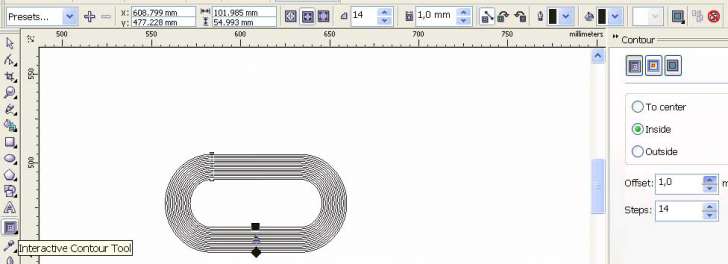 Presets...
x: 608.799 mm
y: 477.228 mm
101.985 mm
54.993 mm
14
1,0 mm
500 550 600 650 700 750 800 millimeters
550
500
Contour
To center
Inside
Outside
Offset: 1,0 m
Steps: 14
A
Interactive Contour Tool